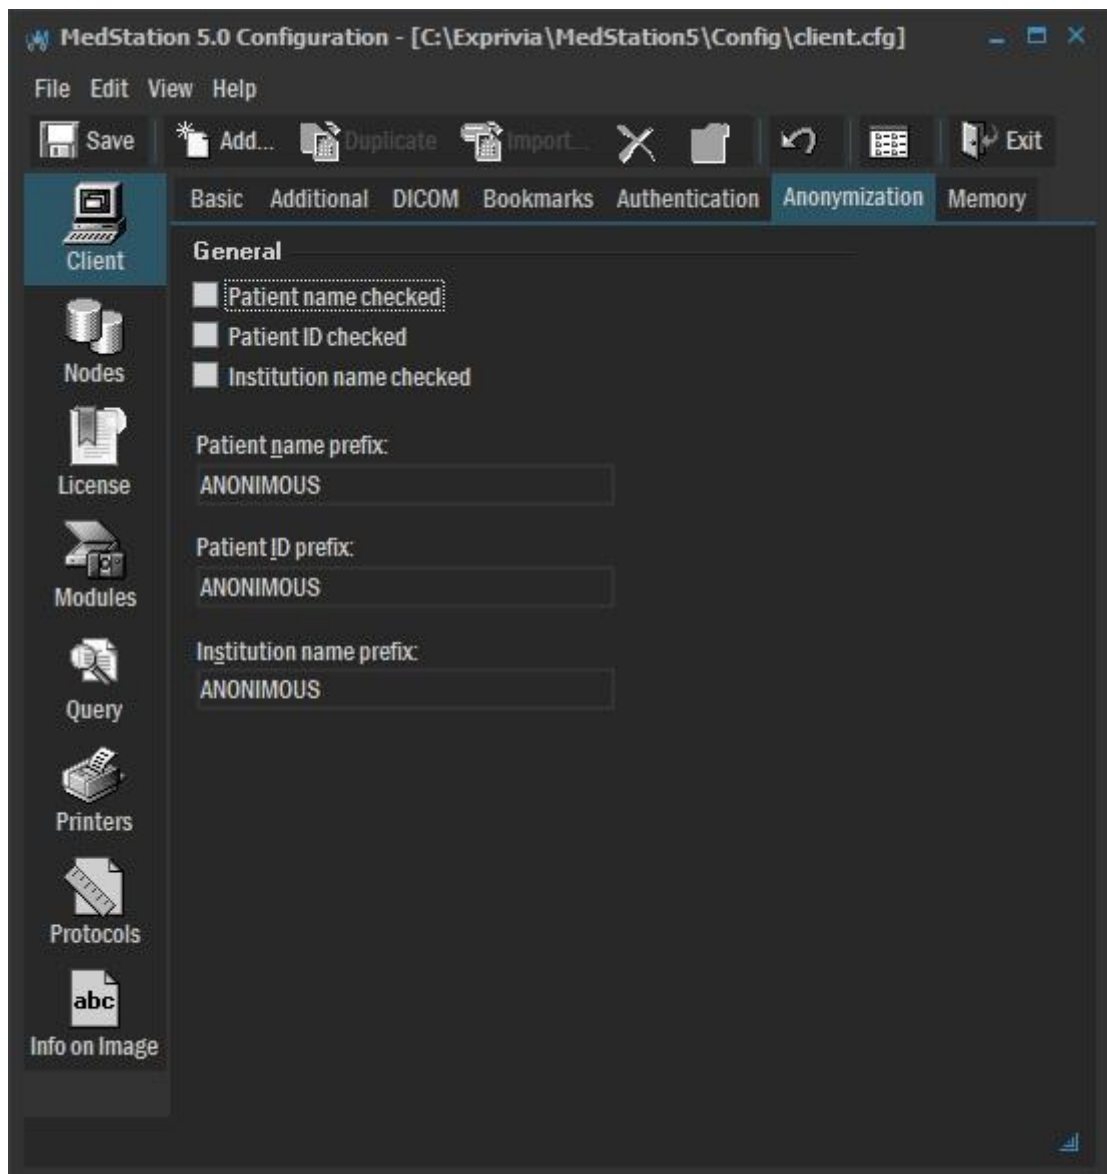 MedStation 5.0 Configuration - [C:\Exprivia\MedStation5\Config\client.cfg]
File Edit View Help
Save Add... Duplicate Import... Exit
Basic Additional DICOM Bookmarks Authentication Anonymization Memory
Client
Nodes
License
Modules
Query
Printers
Protocols
abc
Info on Image
General
Patient name checked
Patient ID checked
Institution name checked
Patient name prefix:
ANONIMOUS
Patient ID prefix:
ANONIMOUS
Institution name prefix:
ANONIMOUS